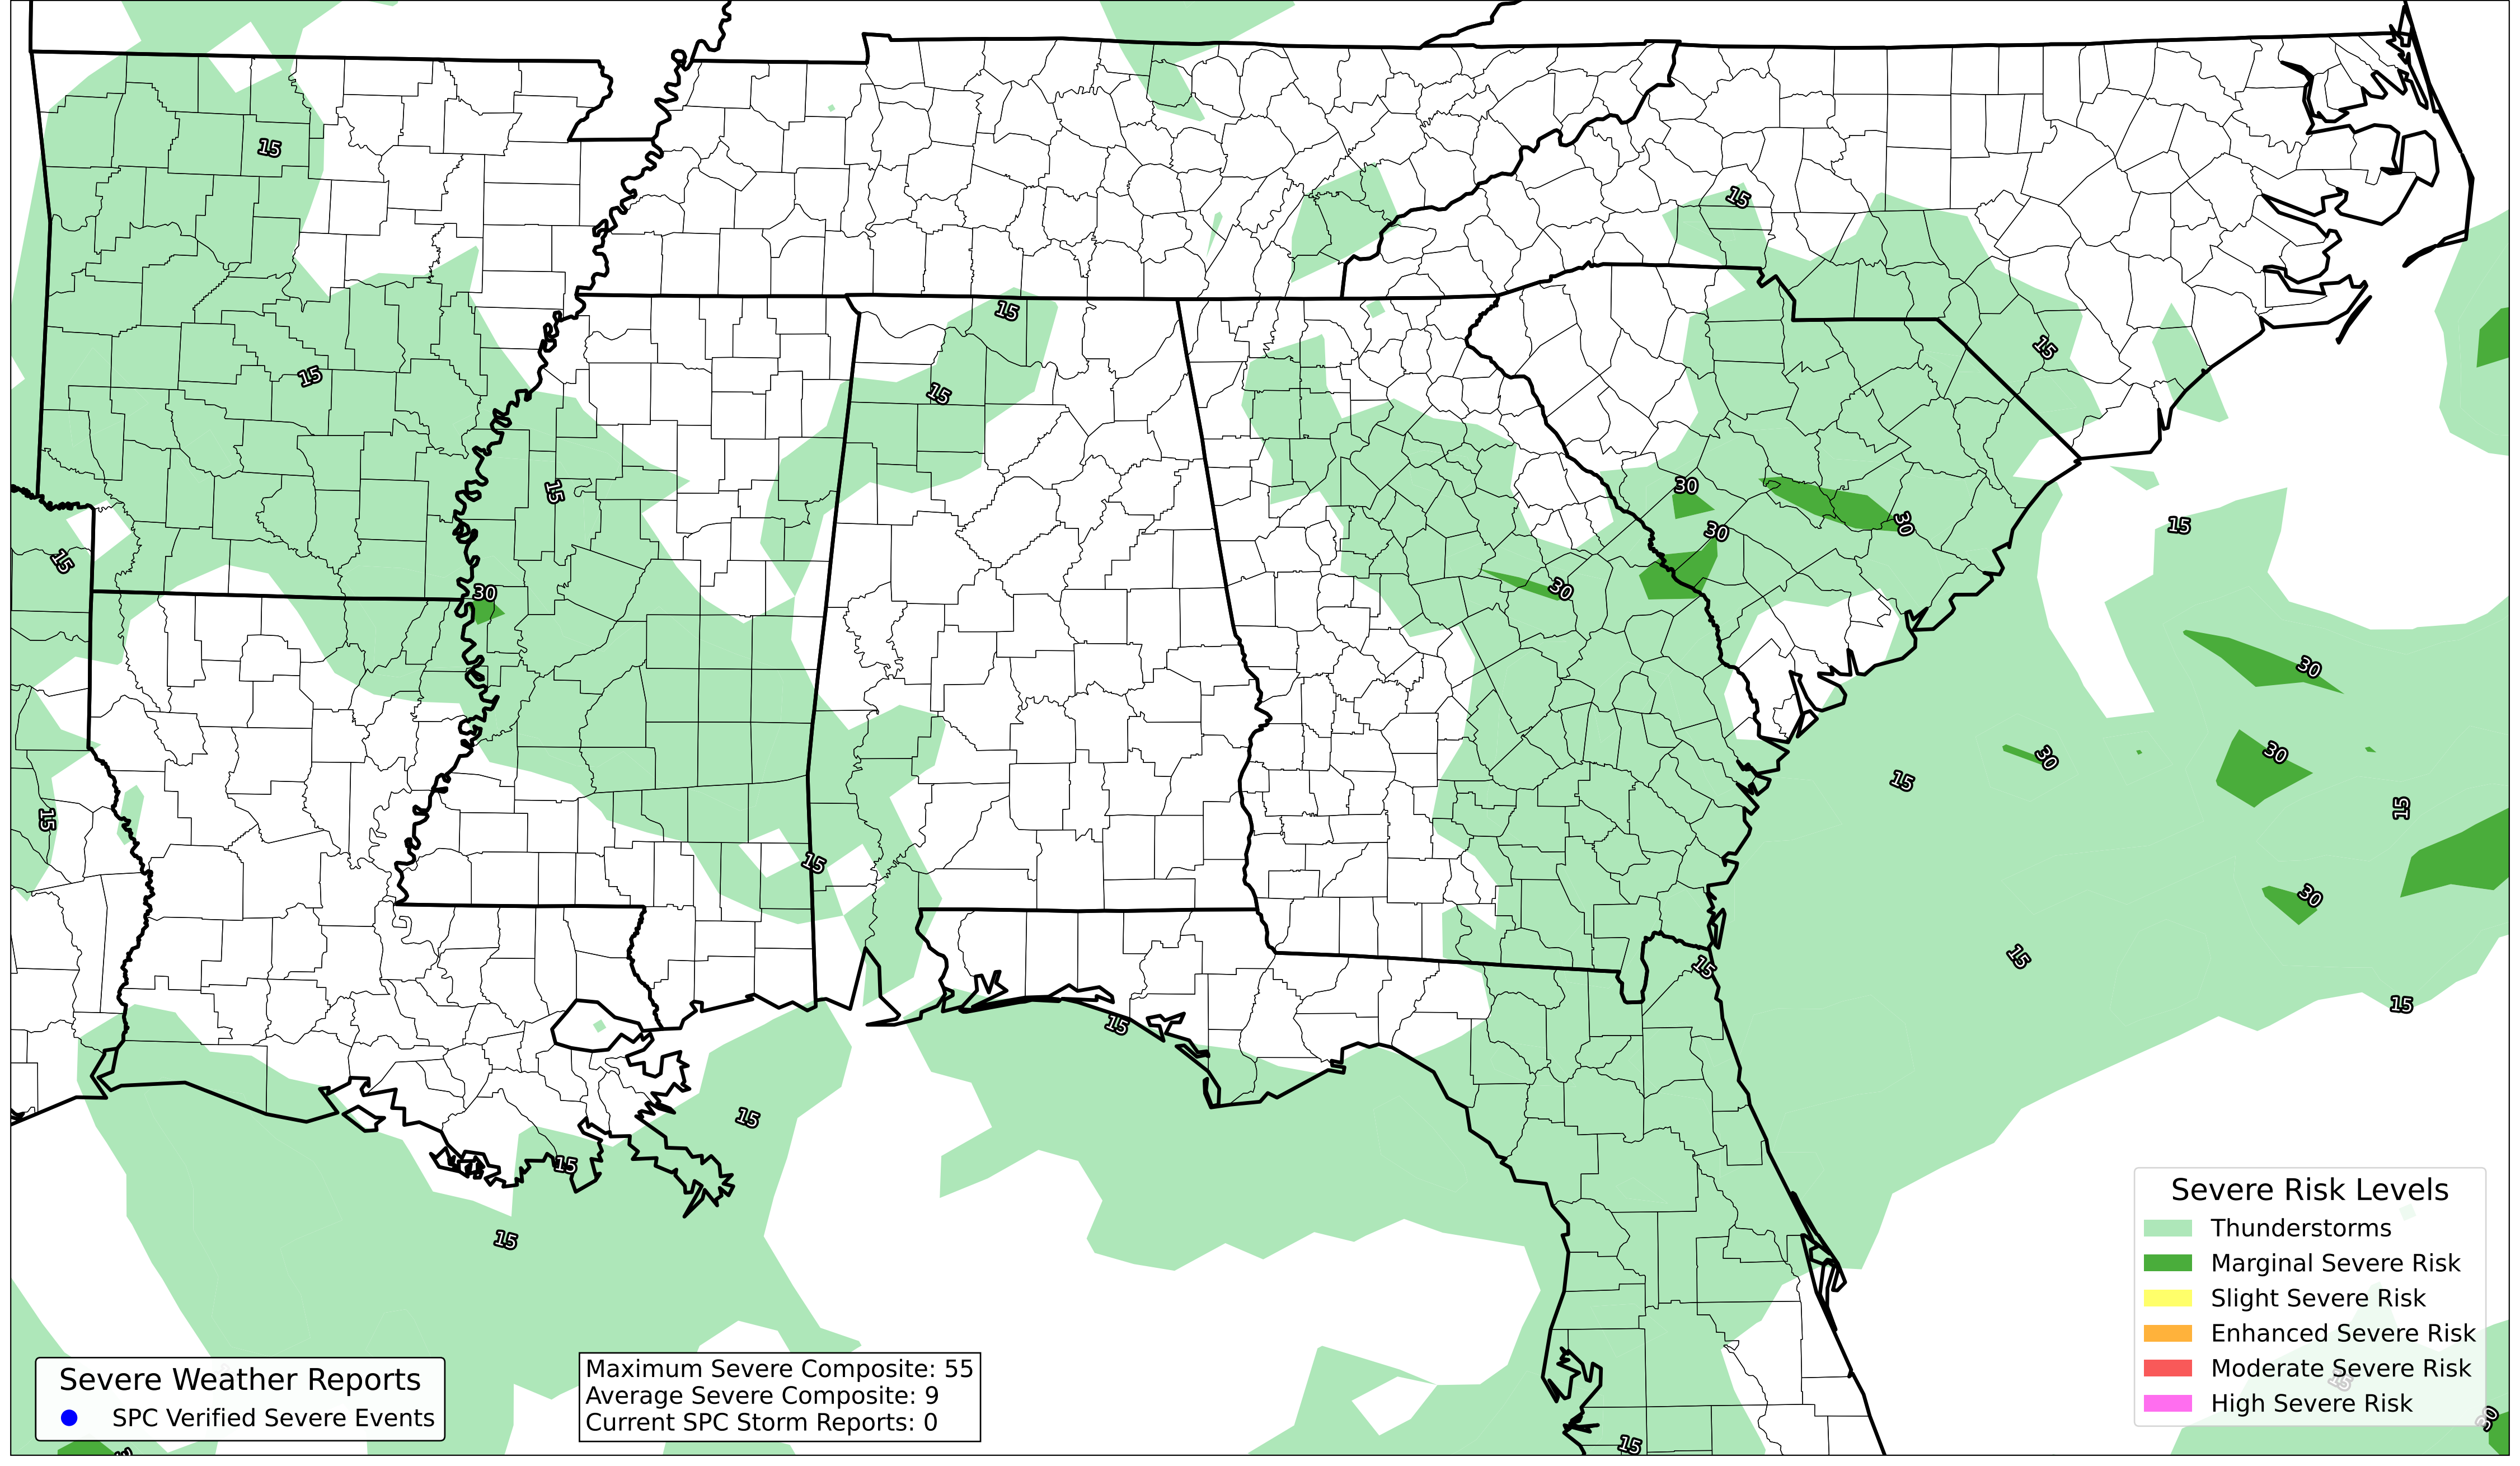 15
15
15
30
15
15
15
15
30
30
30
30
15
15
15
15
15
30
30
30
15
15
30
15
15
15
15
15
15
15
15
15
30
Severe Risk Levels
Thunderstorms
Marginal Severe Risk
Slight Severe Risk
Enhanced Severe Risk
Moderate Severe Risk
High Severe Risk
Severe Weather Reports
SPC Verified Severe Events
Maximum Severe Composite: 55
Average Severe Composite: 9
Current SPC Storm Reports: 0